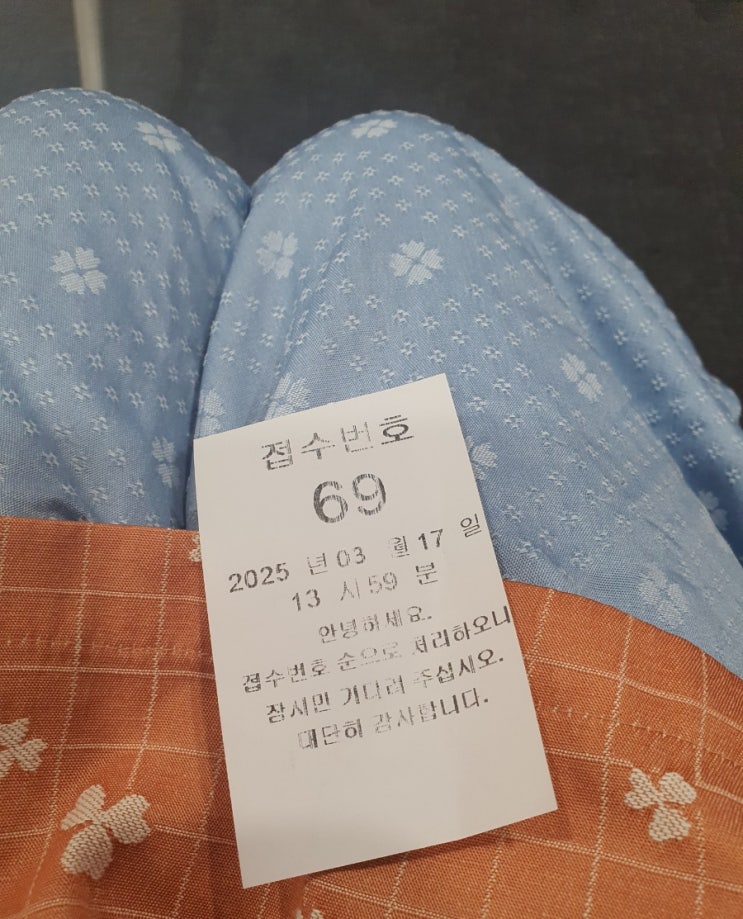 접수번호
69
2025 년 03 월 17 일
13 시 59 분
안녕하세요.
접수번호 순으로 처리하오니
잠시만 기다려 주십시오.
대단히 감사합니다.